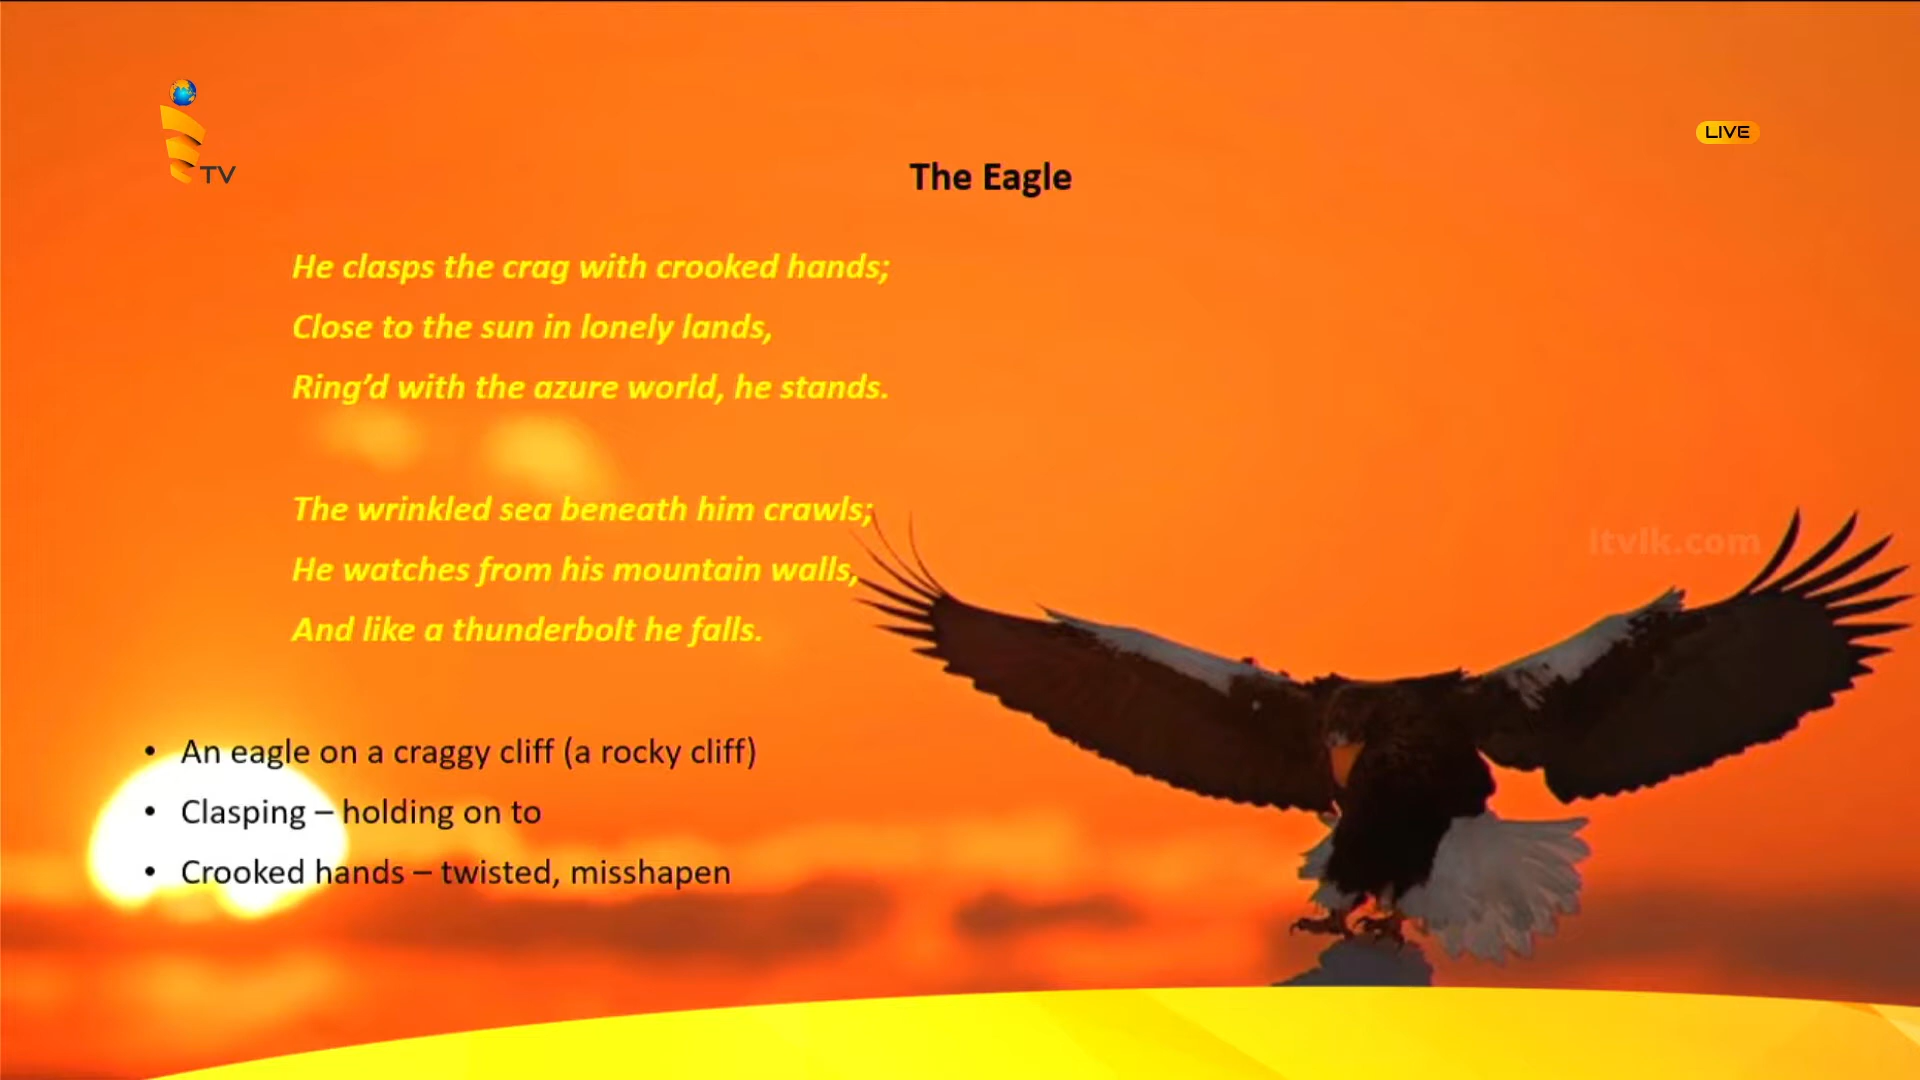 TV
LIVE
The Eagle
He clasps the crag with crooked hands;
Close to the sun in lonely lands,
Ring’d with the azure world, he stands.
The wrinkled sea beneath him crawls;
He watches from his mountain walls,
And like a thunderbolt he falls.
itvlk.com
• An eagle on a craggy cliff (a rocky cliff)
• Clasping – holding on to
• Crooked hands – twisted, misshapen